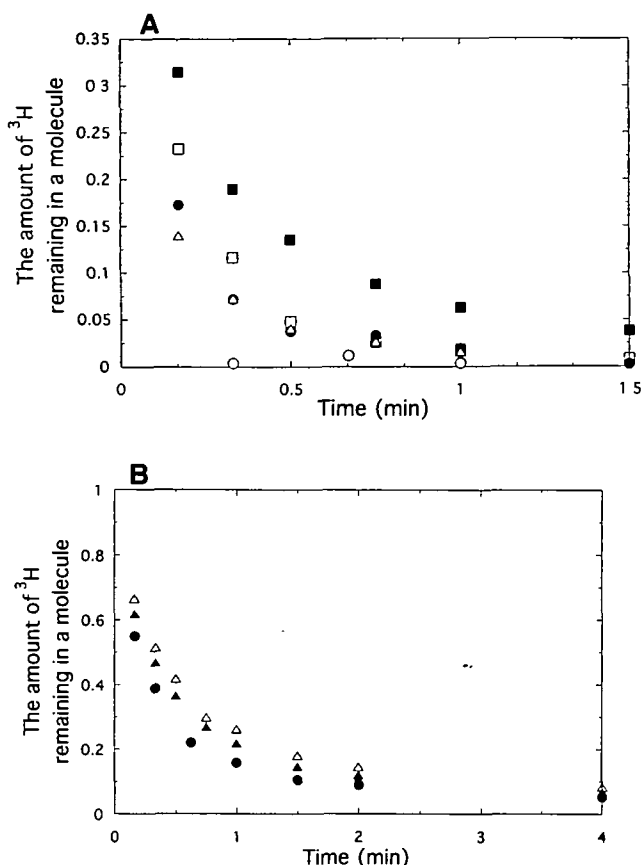 A
The amount of ³H
remaining in a molecule
0.35
0.3
0.25
0.2
0.15
0.1
0.05
0
0 0.5 1 1 5
Time (min)
B
The amount of ³H
remaining in a molecule
1
0.8
0.6
0.4
0.2
0
0 1 2 3 4
Time (min)